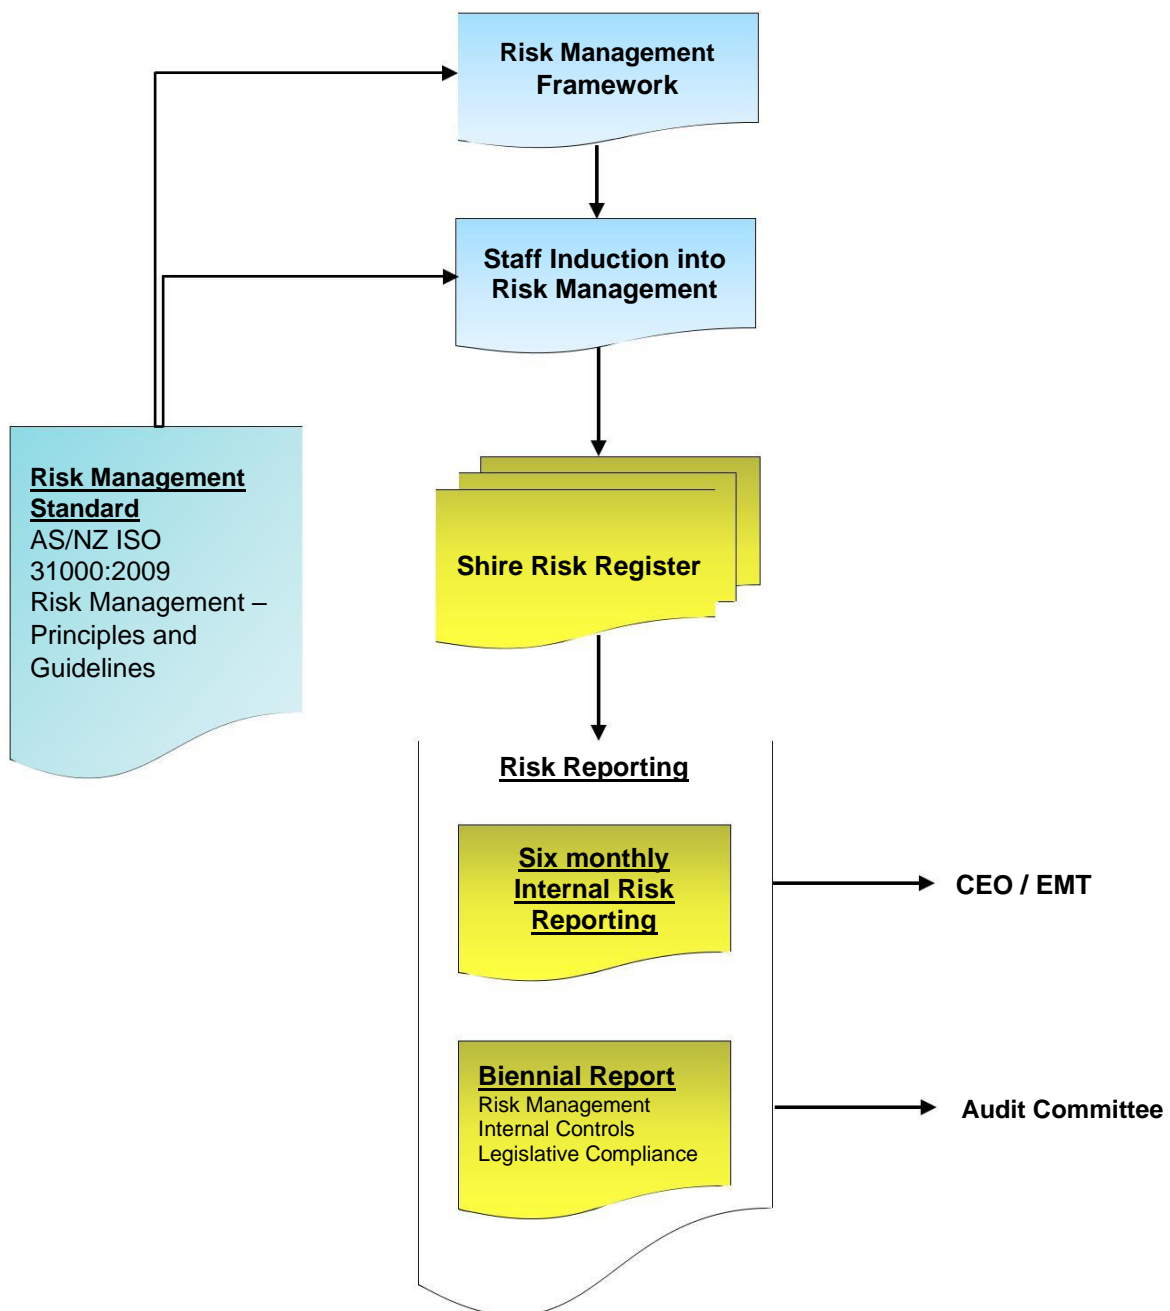 Risk Management
Framework
Staff Induction into
Risk Management
Risk Management
Standard
AS/NZ ISO
31000:2009
Risk Management –
Principles and
Guidelines
Shire Risk Register
Risk Reporting
Six monthly
Internal Risk
Reporting
CEO / EMT
Biennial Report
Risk Management
Internal Controls
Legislative Compliance
Audit Committee